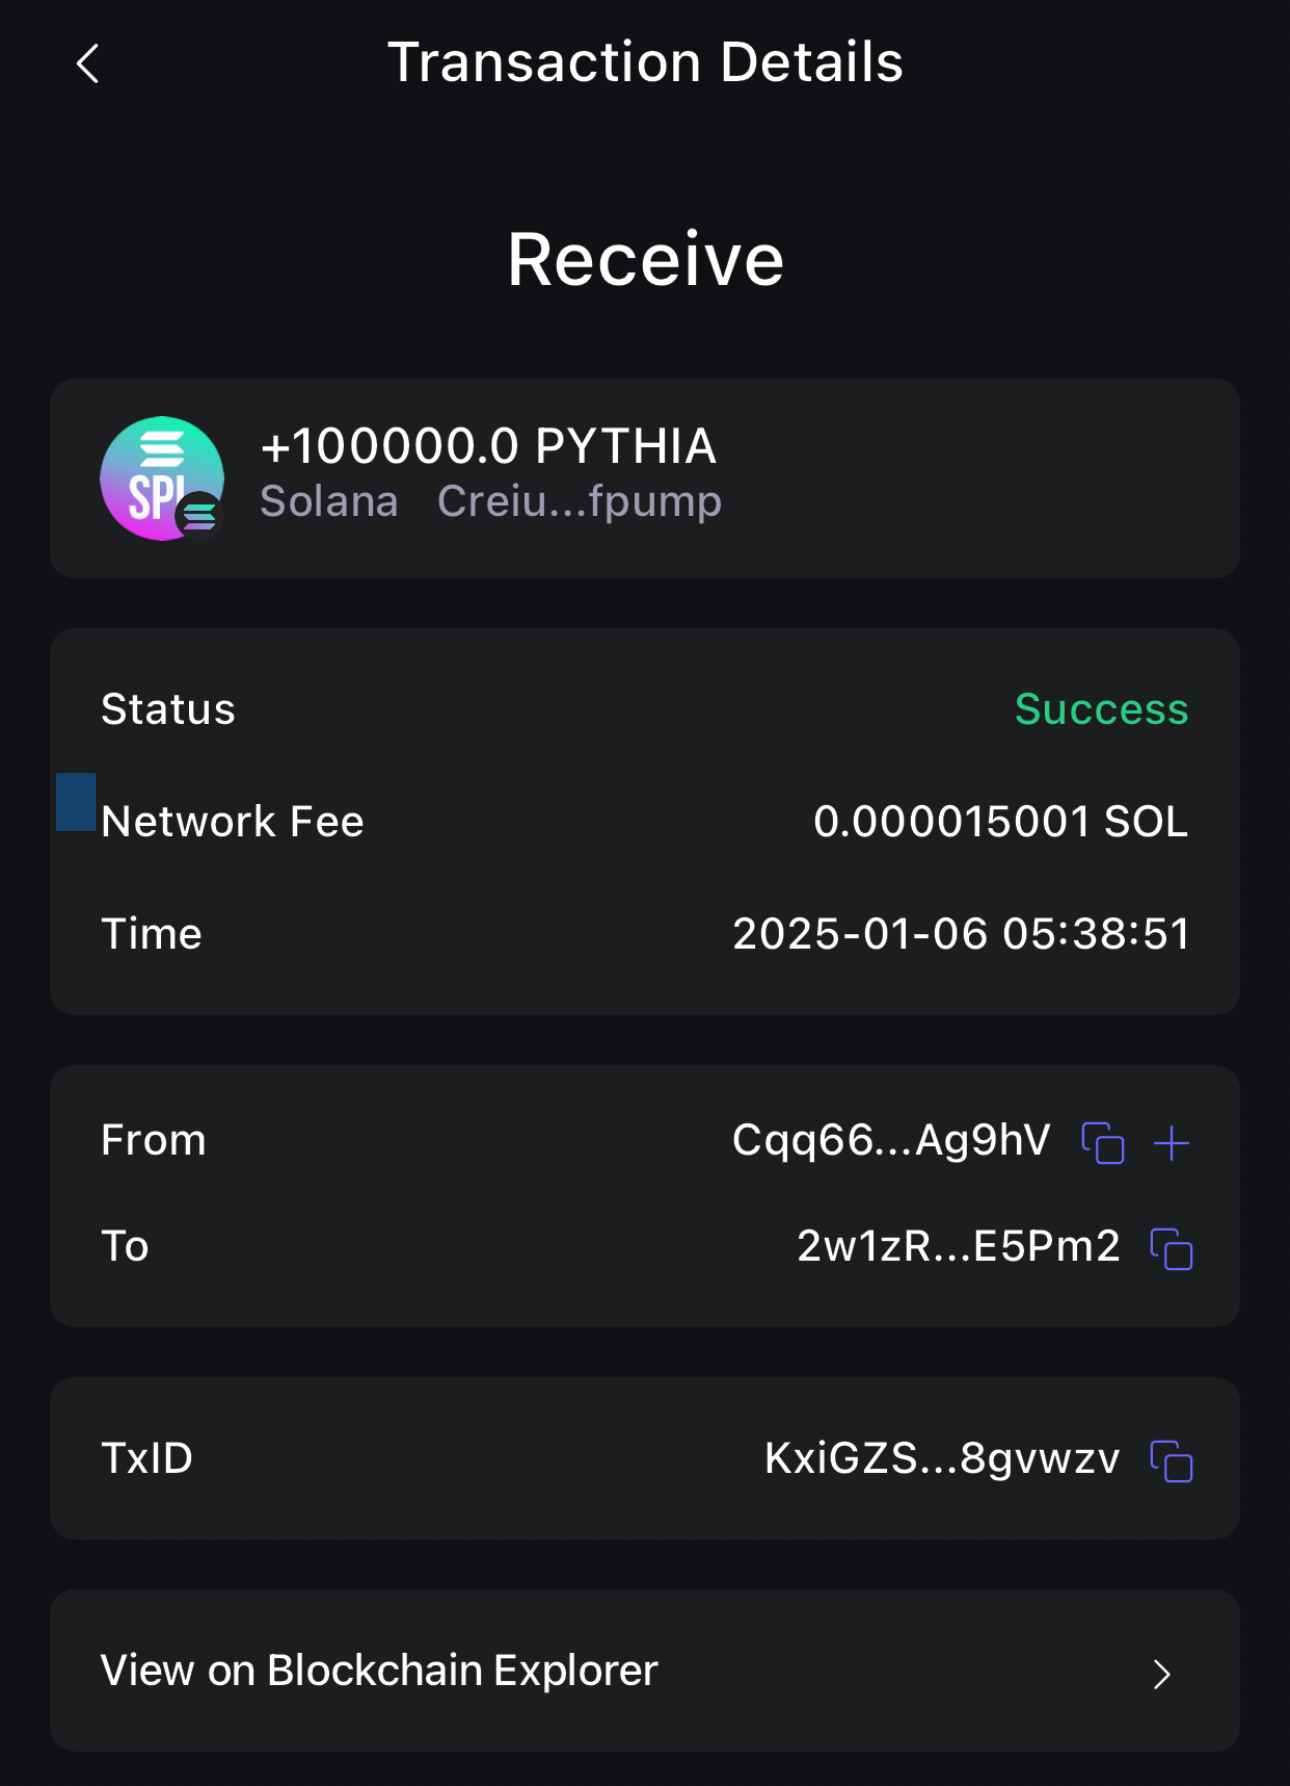 Transaction Details
Receive
SPL
+100000.0 PYTHIA
Solana Creiu...fpump
Status Success
Network Fee 0.000015001 SOL
Time 2025-01-06 05:38:51
From Cqq66...Ag9hV
To 2w1zR...E5Pm2
TxID KxiGZS...8gvwzv
View on Blockchain Explorer